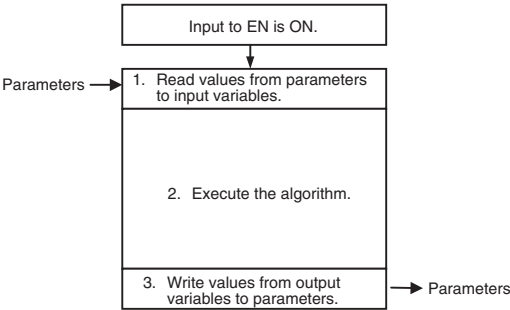 Input to EN is ON.
Parameters
1. Read values from parameters
to input variables.
2. Execute the algorithm.
3. Write values from output
variables to parameters.
Parameters